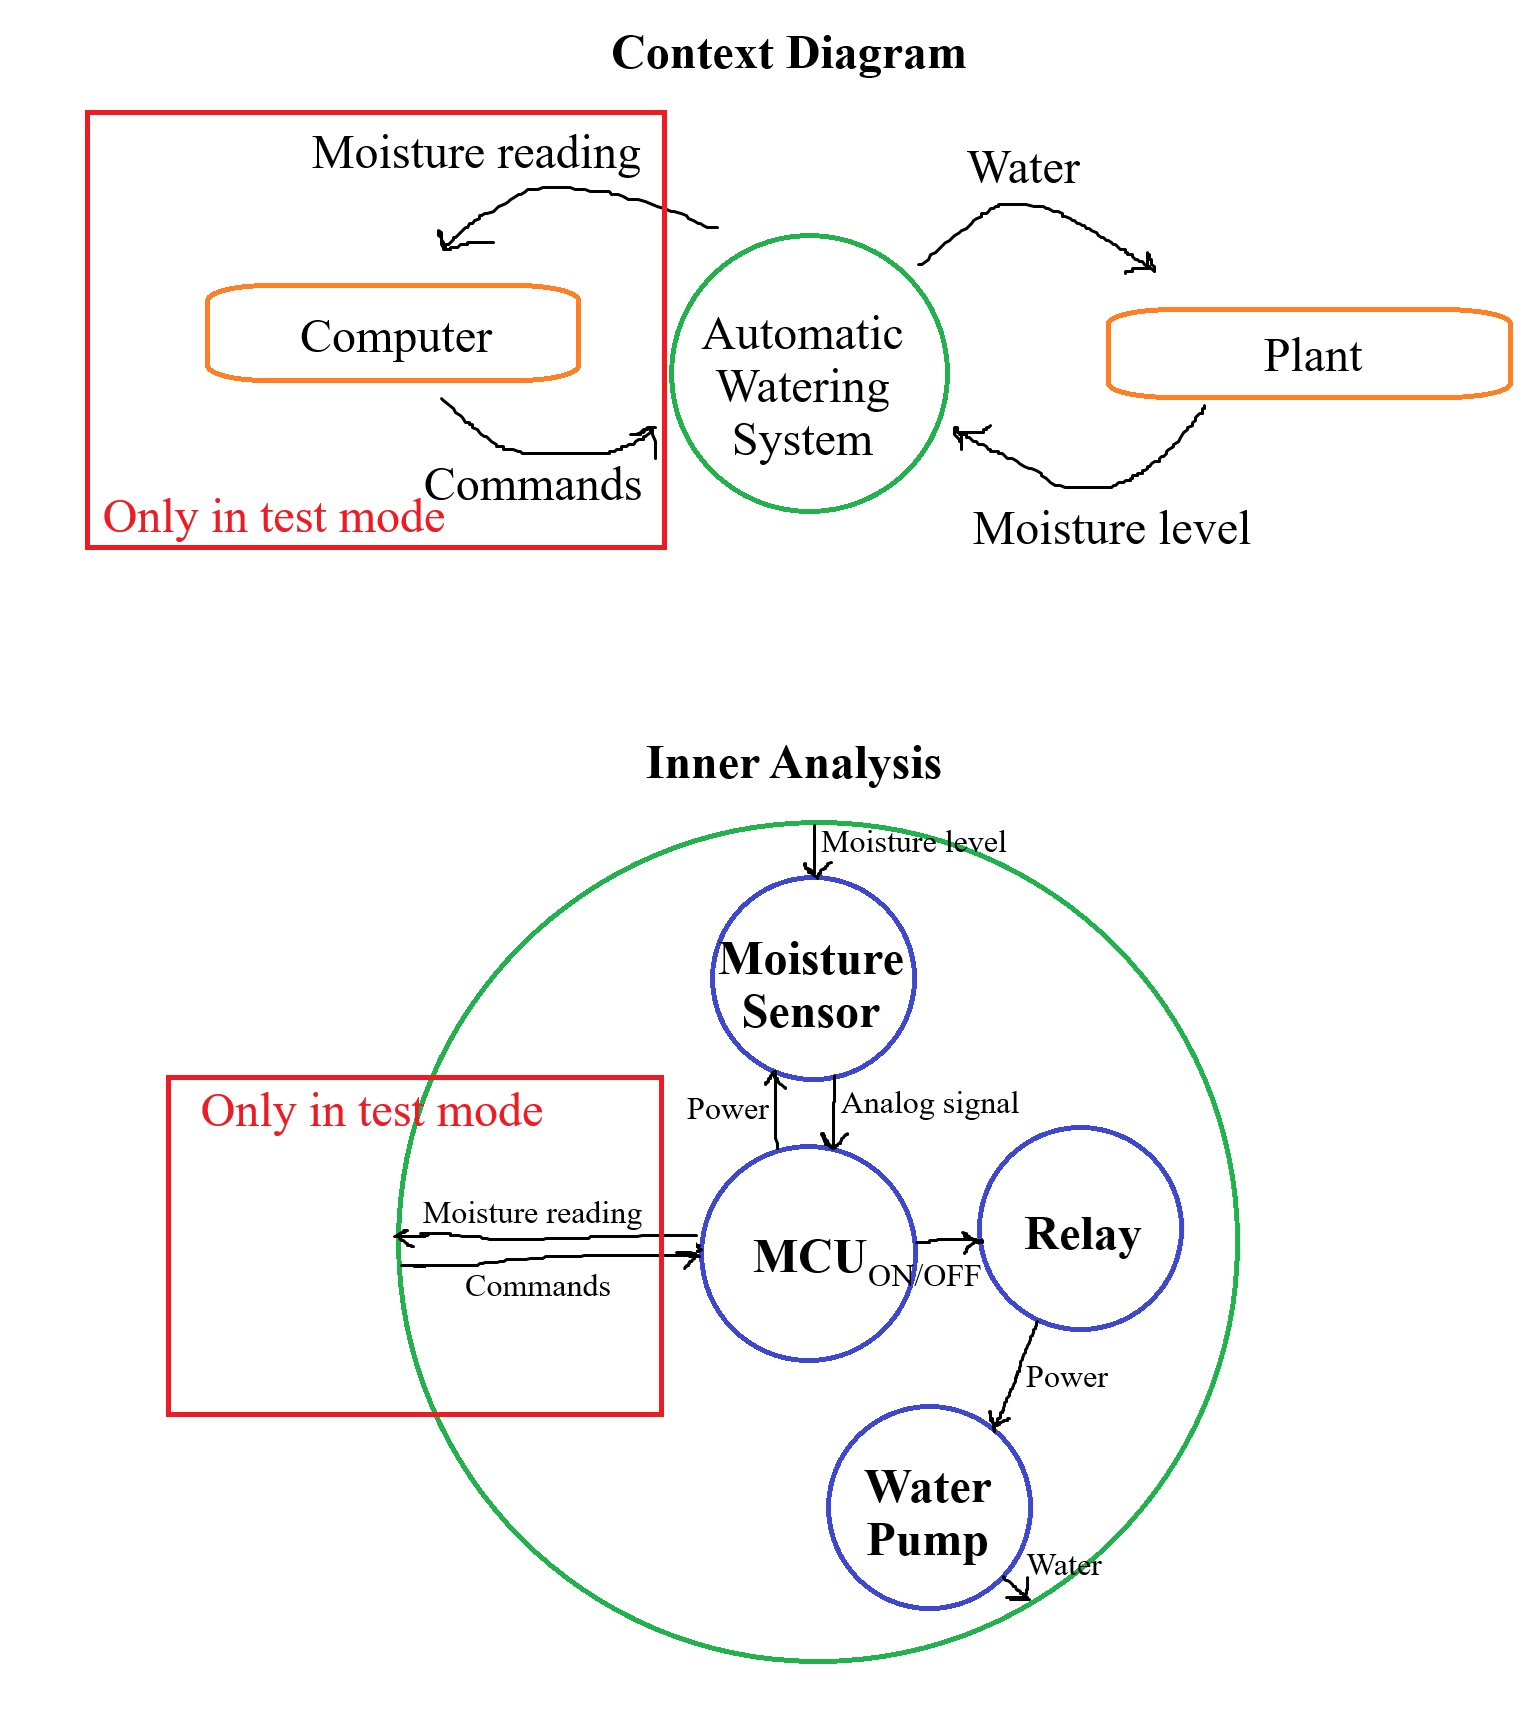 Context Diagram
Moisture reading
Water
Computer
Automatic
Watering
System
Plant
Commands
Only in test mode
Moisture level
Inner Analysis
Moisture level
Moisture
Sensor
Power
Analog signal
Only in test mode
Moisture reading
Commands
MCU
ON/OFF
Relay
Power
Water
Pump
Water